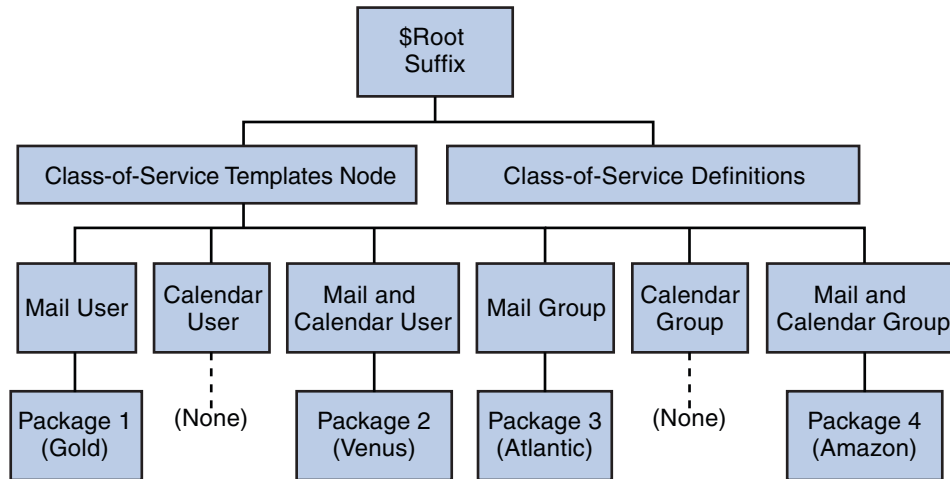 $Root
Suffix
Class-of-Service Templates Node
Class-of-Service Definitions
Mail User
Calendar
User
Mail and
Calendar User
Mail Group
Calendar
Group
Mail and
Calendar Group
Package 1
(Gold)
(None)
Package 2
(Venus)
Package 3
(Atlantic)
(None)
Package 4
(Amazon)